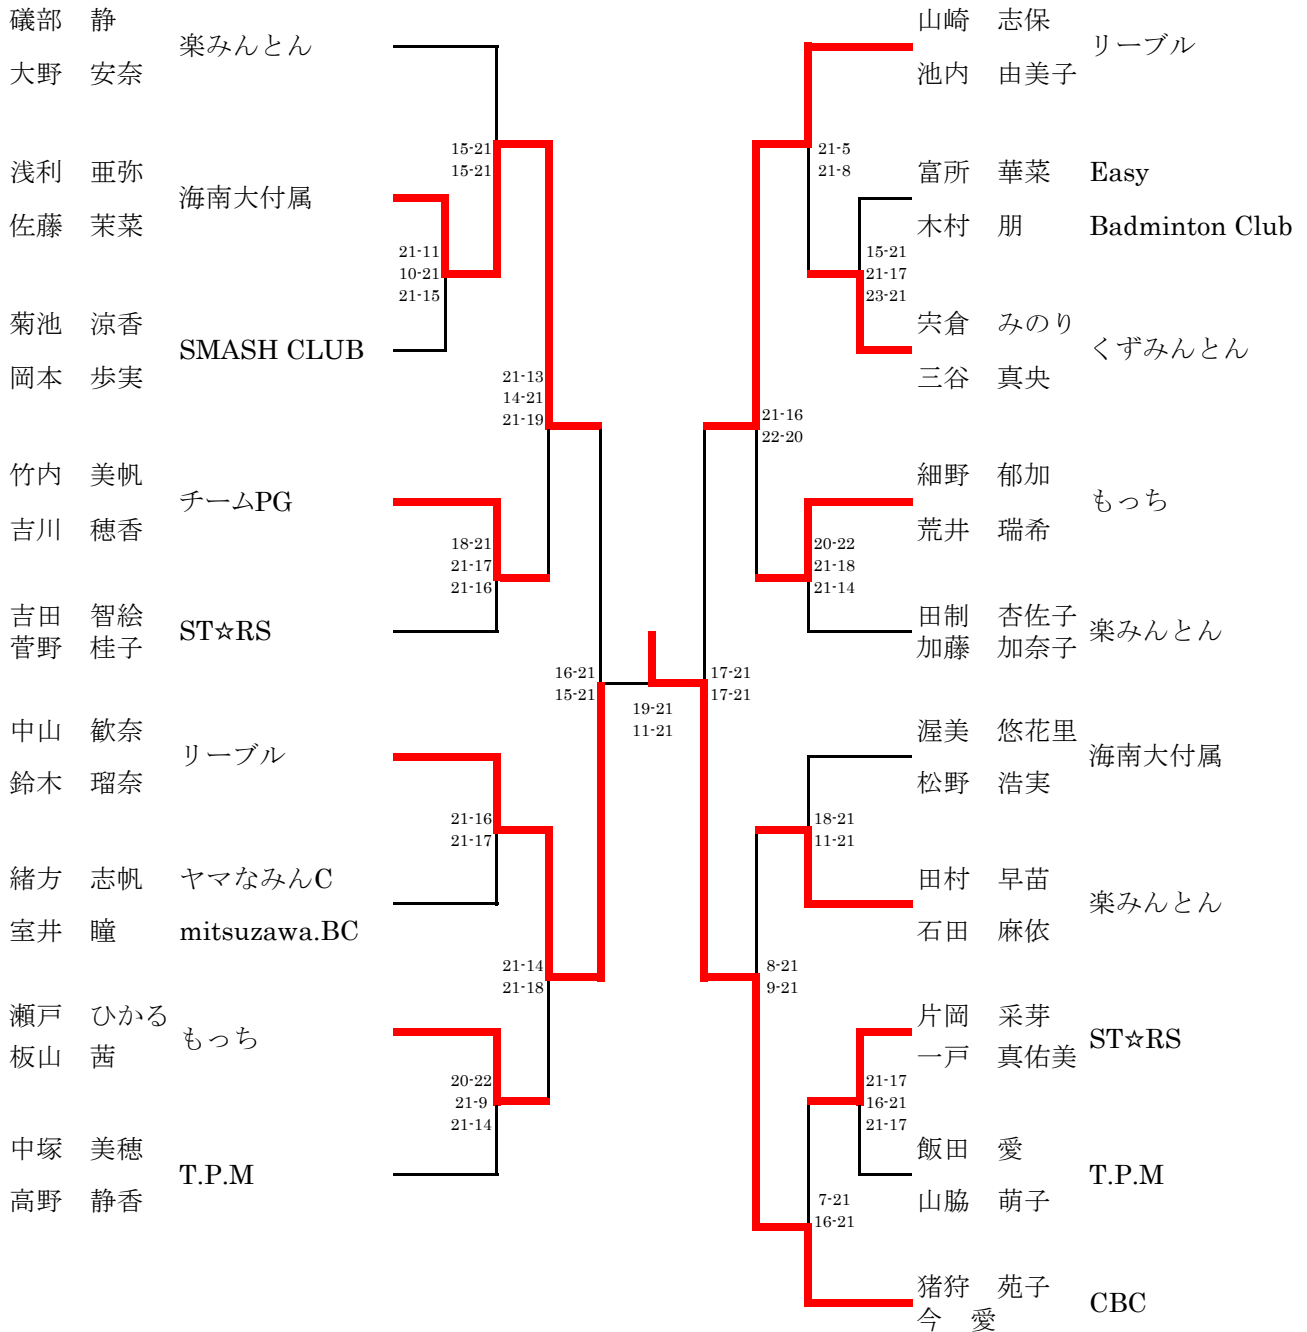 礒部　静
楽みんとん
大野　安奈
浅利　亜弥
海南大付属
佐藤　茉菜
菊池　涼香
SMASH CLUB
岡本　歩実
竹内　美帆
チームPG
吉川　穂香
吉田　智絵
ST☆RS
菅野　桂子
中山　歓奈
リーブル
鈴木　瑠奈
緒方　志帆　ヤマなみんC
室井　瞳　mitsuzawa.BC
瀬戸　ひかる
もっち
板山　茜
中塚　美穂
T.P.M
高野　静香
15-21
15-21
21-11
10-21
21-15
21-13
14-21
21-19
18-21
21-17
21-16
16-21
15-21
21-16
21-17
21-14
21-18
20-22
21-9
21-14
19-21
11-21
21-5
21-8
15-21
21-17
23-21
21-16
22-20
20-22
21-18
21-14
17-21
17-21
18-21
11-21
8-21
9-21
21-17
16-21
21-17
7-21
16-21
山崎　志保
リーブル
池内　由美子
富所　華菜　Easy
木村　朋　Badminton Club
宍倉　みのり
くずみんとん
三谷　真央
細野　郁加
もっち
荒井　瑞希
田制　杏佐子
楽みんとん
加藤　加奈子
渥美　悠花里
海南大付属
松野　浩実
田村　早苗
楽みんとん
石田　麻依
片岡　采芽
ST☆RS
一戸　真佑美
飯田　愛
T.P.M
山脇　萌子
猪狩　苑子
CBC
今　愛